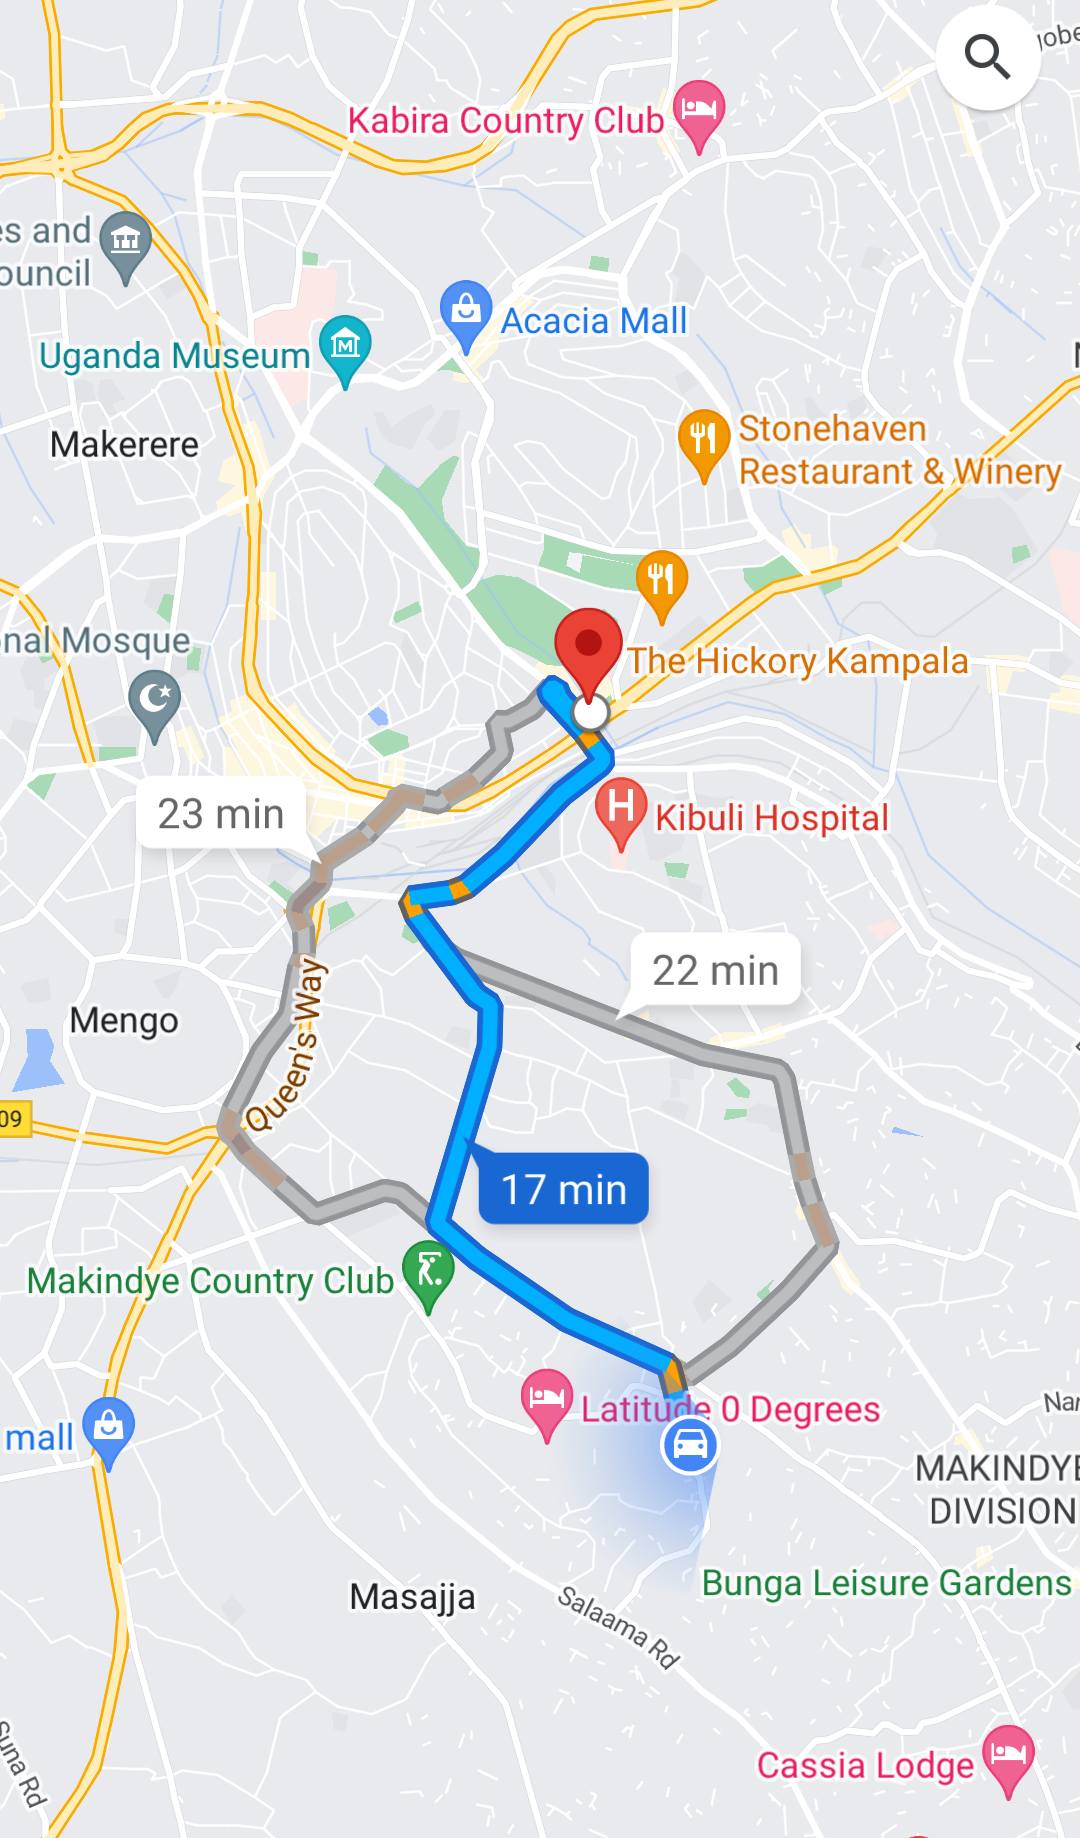 Kabira Country Club
es and
ouncil
Acacia Mall
Uganda Museum
Makerere
Stonehaven
Restaurant & Winery
onal Mosque
The Hickory Kampala
23 min
Kibuli Hospital
22 min
Queen's Way
Mengo
09
17 min
Makindye Country Club
Latitude 0 Degrees
mall
MAKINDYE
DIVISION
Bunga Leisure Gardens
Masajja
Salaama Rd
Cassia Lodge
Suna Rd